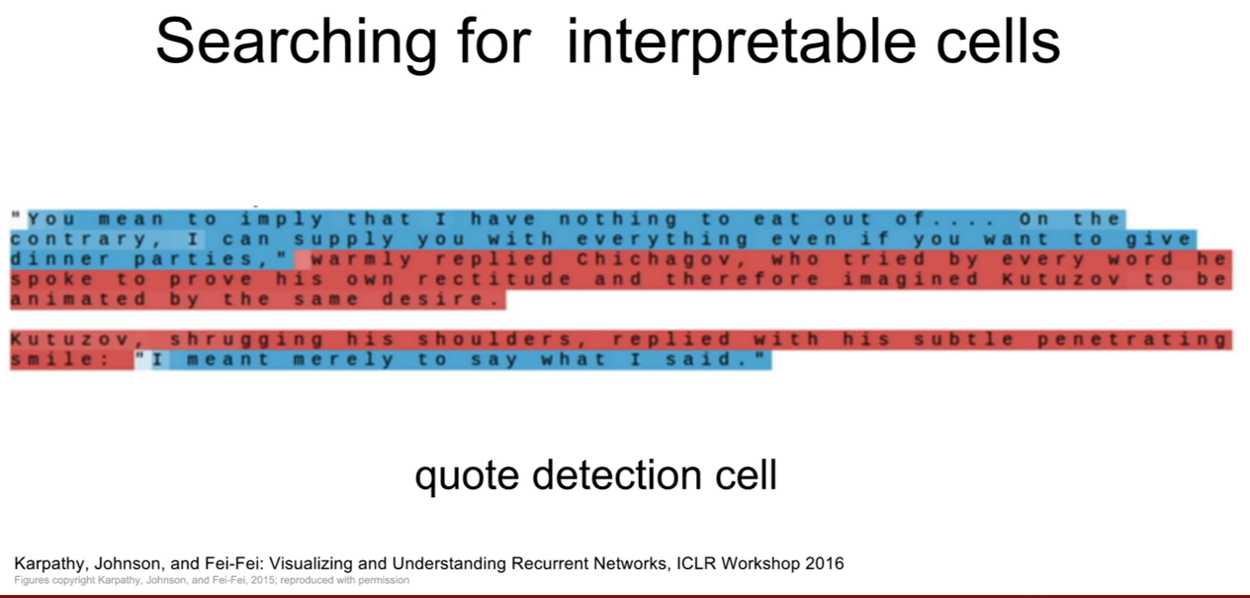 Searching for interpretable cells
"You mean to imply that I have nothing to eat out of.... On the
contrary, I can supply you with everything even if you want to give
dinner parties," warmly replied Chichagov, who tried by every word he
spoke to prove his own rectitude and therefore imagined Kutuzov to be
animated by the same desire.
Kutuzov, shrugging his shoulders, replied with his subtle penetrating
smile: "I meant merely to say what I said."
quote detection cell
Karpathy, Johnson, and Fei-Fei: Visualizing and Understanding Recurrent Networks, ICLR Workshop 2016
Figures copyright Karpathy, Johnson, and Fei-Fei, 2015; reproduced with permission